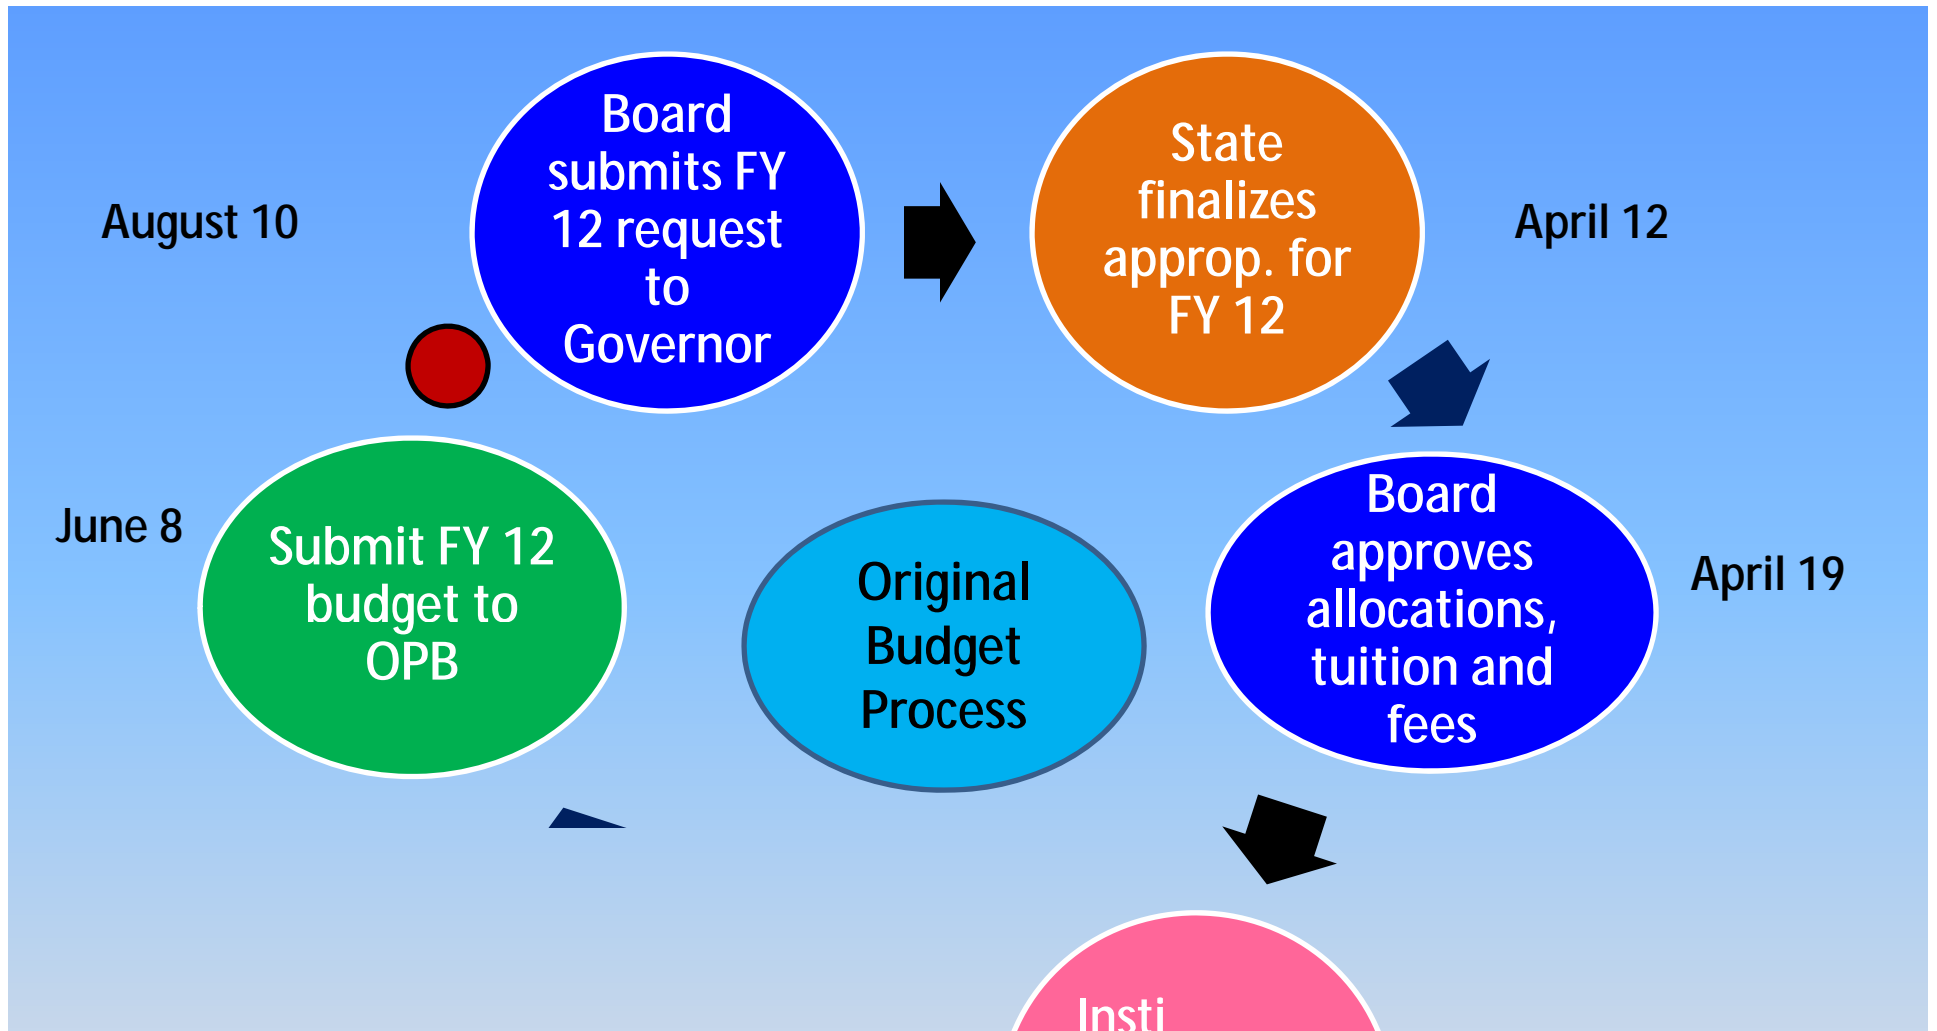 August 10
Board
submits FY
12 request
to
Governor
State
finalizes
approp. for
FY 12
April 12
June 8
Submit FY 12
budget to
OPB
Original
Budget
Process
Board
approves
allocations,
tuition and
fees
April 19
Insti